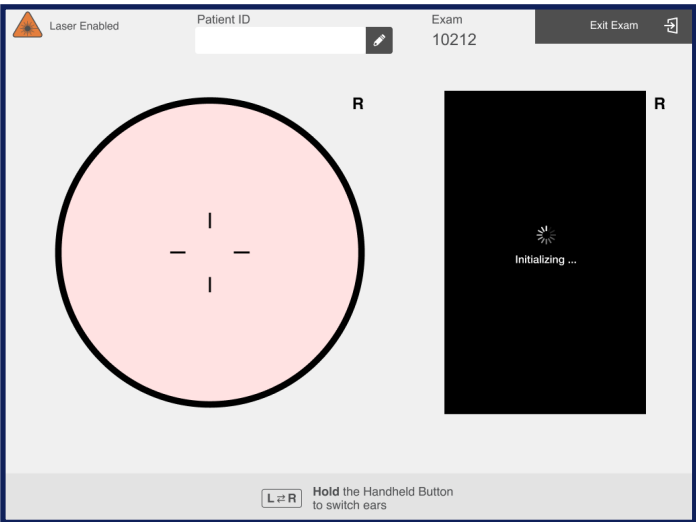 Laser Enabled
Patient ID
Exam
10212
Exit Exam
R
R
Initializing ...
L⇄R
Hold the Handheld Button
to switch ears